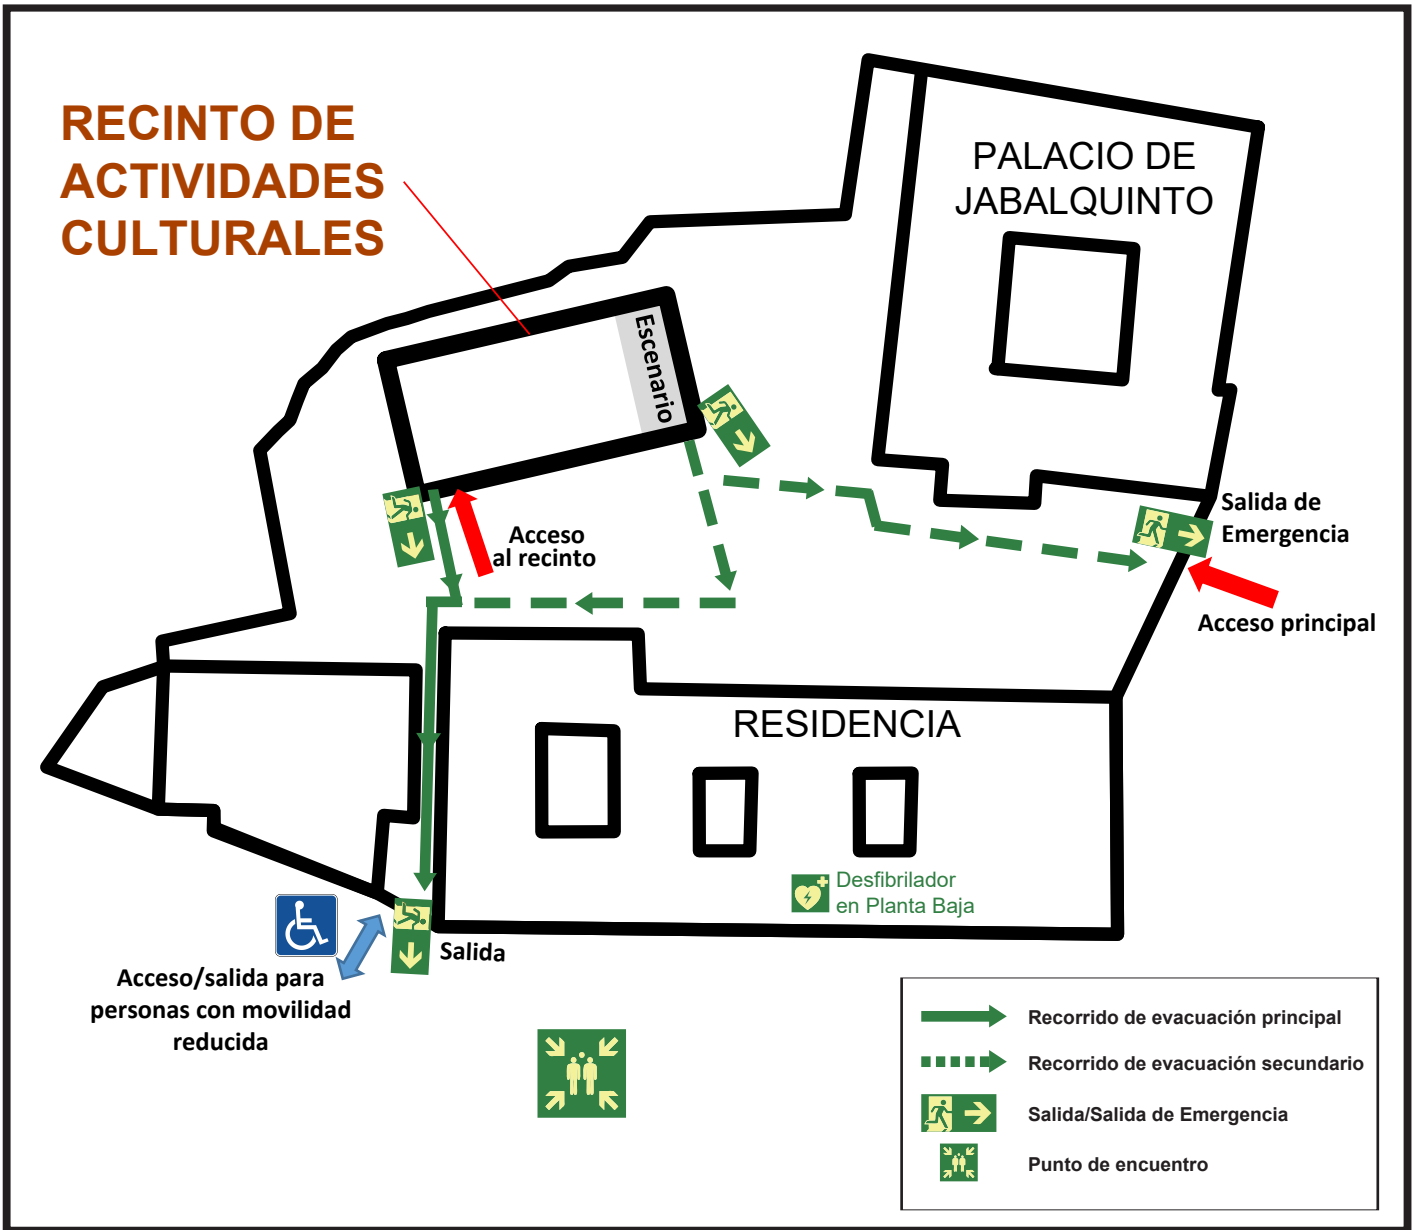 RECINTO DE
ACTIVIDADES
CULTURALES
PALACIO DE
JABALQUINTO
Escenario
Acceso
al recinto
Salida de
Emergencia
Acceso principal
RESIDENCIA
Desfibrilador
en Planta Baja
Salida
Acceso/salida para
personas con movilidad
reducida
Recorrido de evacuación principal
Recorrido de evacuación secundario
Salida/Salida de Emergencia
Punto de encuentro